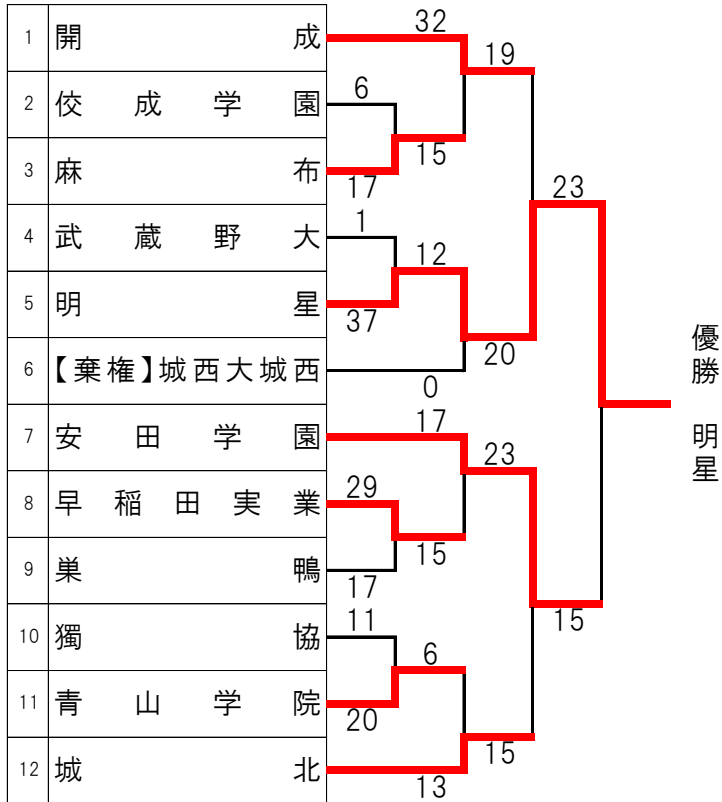 32
1 開成
19
2 佼成学園
6
15
3 麻布
17
23
4 武蔵野大
1
12
5 明星
37
20
6 【棄権】城西大城西
0
優勝 明星
7 安田学園
17
23
8 早稲田実業
29
15
9 巣鴨
17
15
10 獨協
11
6
11 青山学院
20
15
12 城北
13